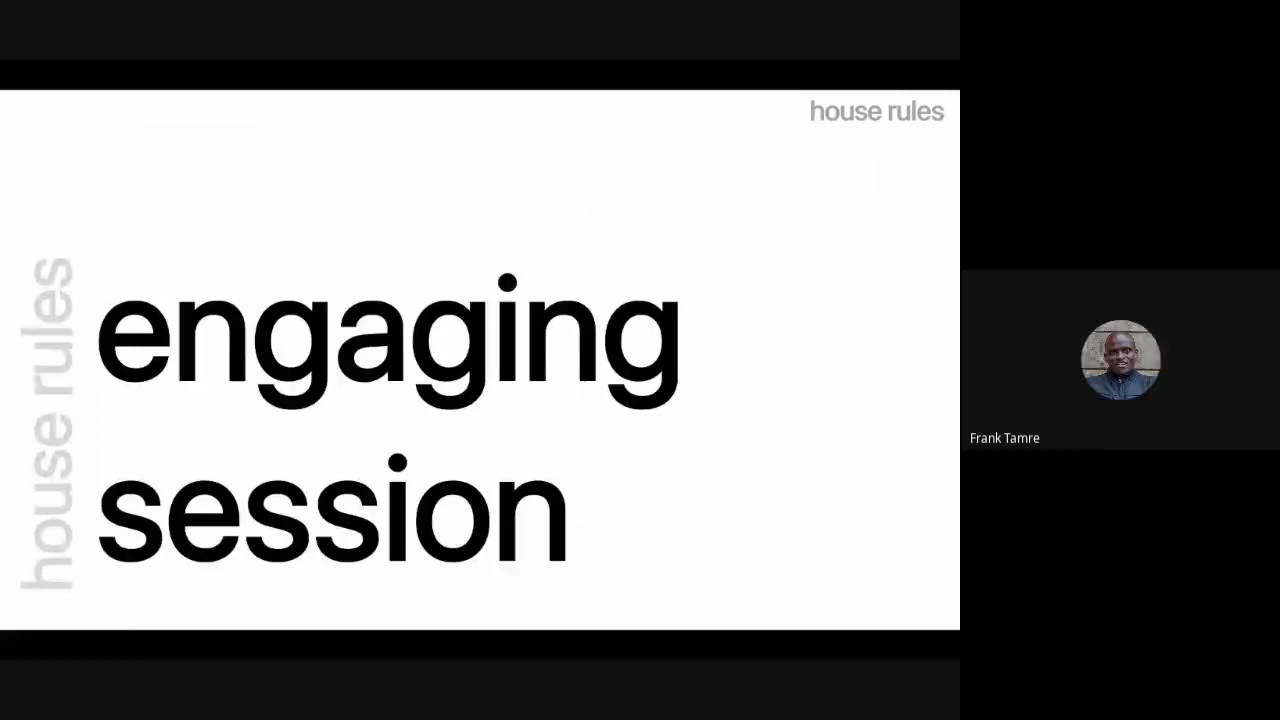 house rules
house rules
engaging
session
Frank Tamre